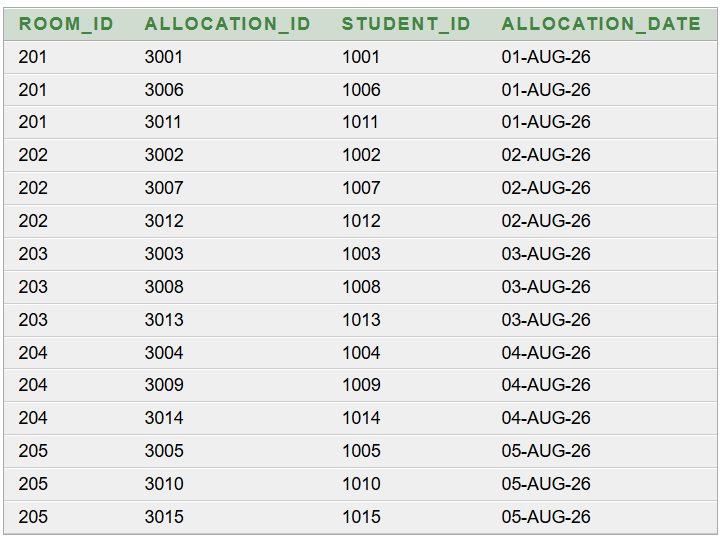 ROOM_ID ALLOCATION_ID STUDENT_ID ALLOCATION_DATE
201 3001 1001 01-AUG-26
201 3006 1006 01-AUG-26
201 3011 1011 01-AUG-26
202 3002 1002 02-AUG-26
202 3007 1007 02-AUG-26
202 3012 1012 02-AUG-26
203 3003 1003 03-AUG-26
203 3008 1008 03-AUG-26
203 3013 1013 03-AUG-26
204 3004 1004 04-AUG-26
204 3009 1009 04-AUG-26
204 3014 1014 04-AUG-26
205 3005 1005 05-AUG-26
205 3010 1010 05-AUG-26
205 3015 1015 05-AUG-26